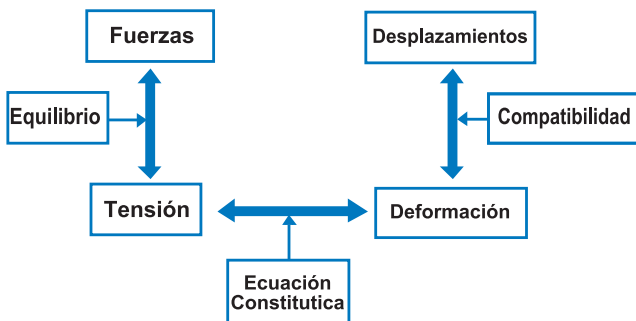 Fuerzas
Desplazamientos
Equilibrio
Compatibilidad
Tensión
Deformación
Ecuación
Constitutica